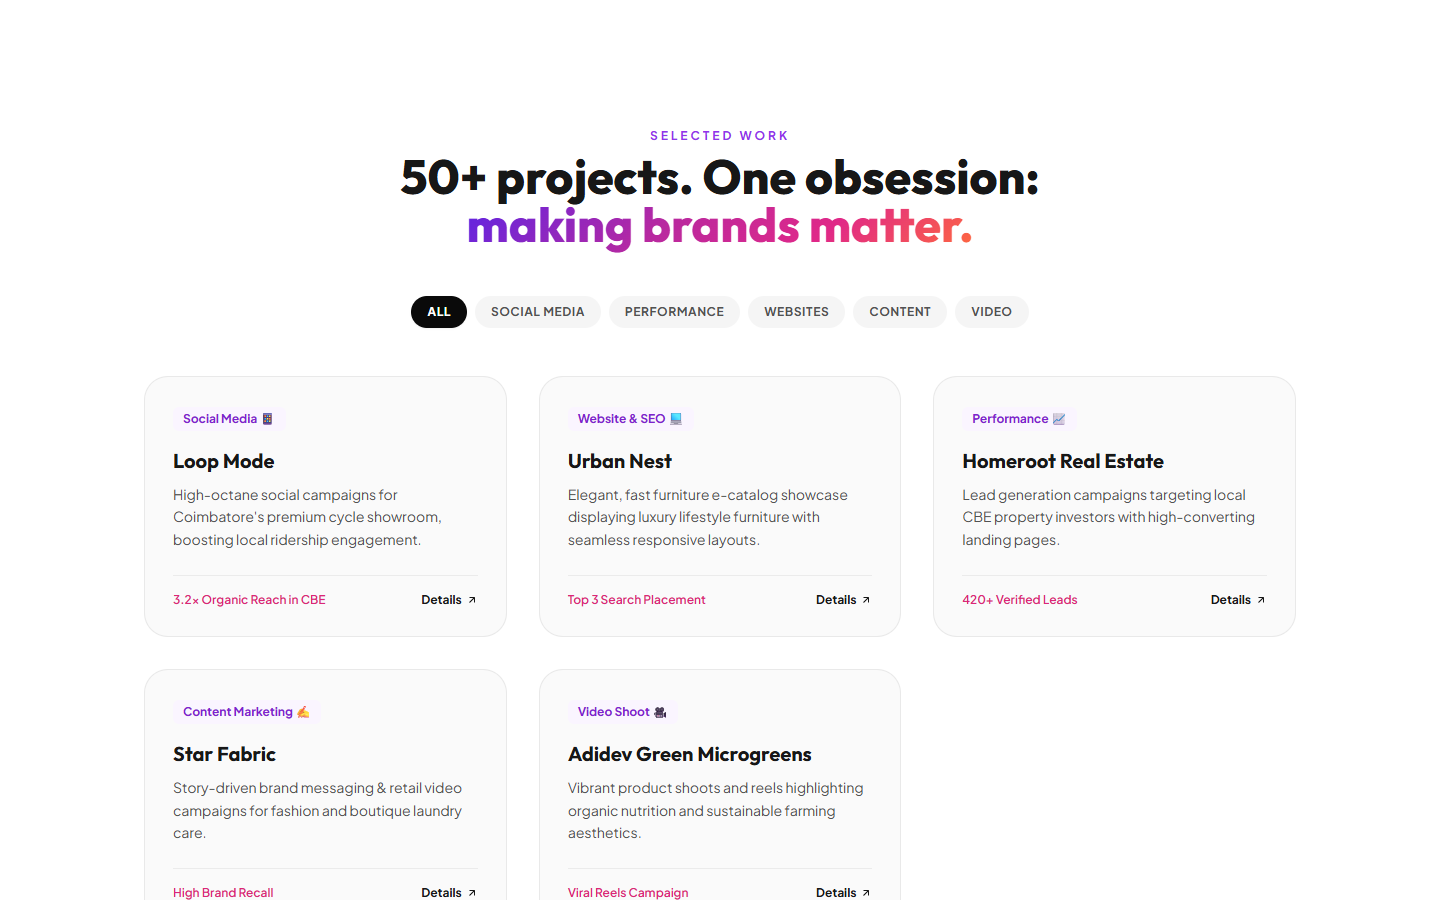 SELECTED WORK
50+ projects. One obsession:
making brands matter.
ALL
SOCIAL MEDIA
PERFORMANCE
WEBSITES
CONTENT
VIDEO
Social Media
Loop Mode
High-octane social campaigns for
Coimbatore's premium cycle showroom,
boosting local ridership engagement.
3.2× Organic Reach in CBE
Details
Website & SEO
Urban Nest
Elegant, fast furniture e-catalog showcase
displaying luxury lifestyle furniture with
seamless responsive layouts.
Top 3 Search Placement
Details
Performance
Homeroot Real Estate
Lead generation campaigns targeting local
CBE property investors with high-converting
landing pages.
420+ Verified Leads
Details
Content Marketing
Star Fabric
Story-driven brand messaging & retail video
campaigns for fashion and boutique laundry
care.
High Brand Recall
Details
Video Shoot
Adidev Green Microgreens
Vibrant product shoots and reels highlighting
organic nutrition and sustainable farming
aesthetics.
Viral Reels Campaign
Details